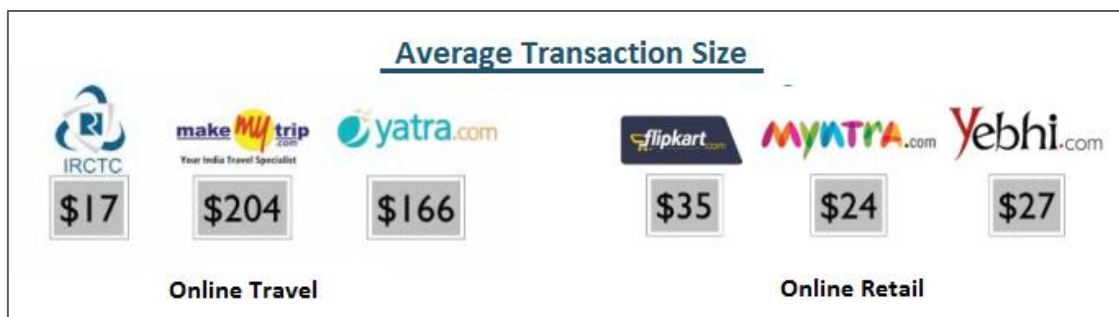 Average Transaction Size
IRCTC
make my trip .com
Your India Travel Specialist
yatra.com
flipkart.com
MYNTRA.com
Yebhi.com
$17
$204
$166
$35
$24
$27
Online Travel
Online Retail